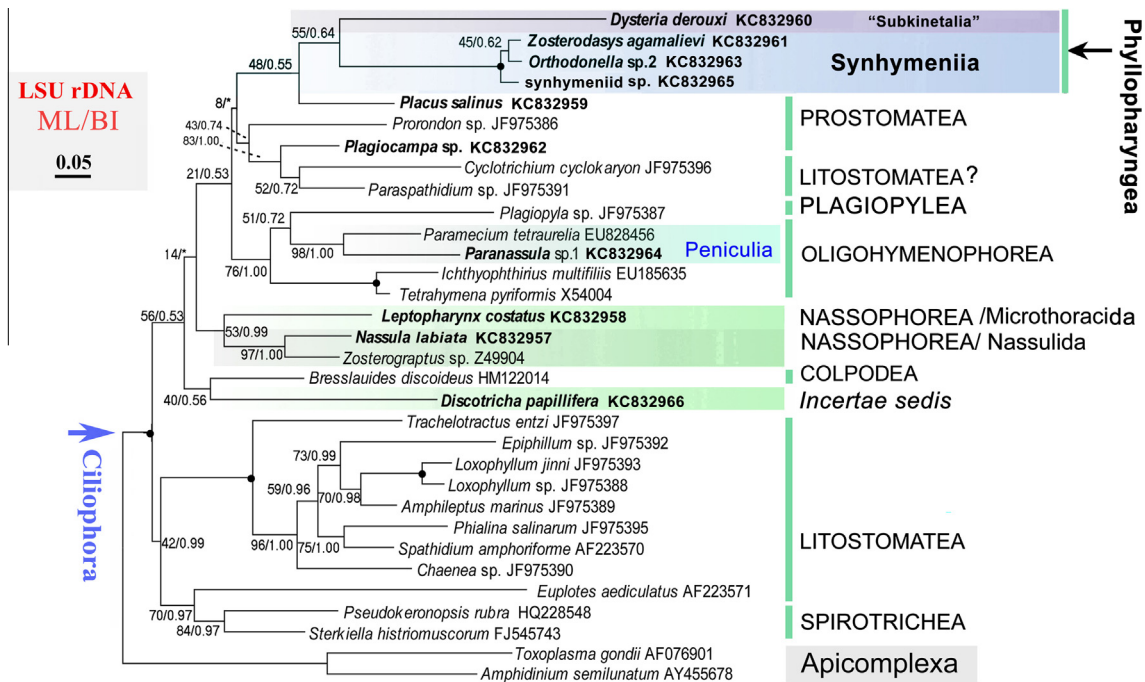 LSU rDNA
ML/BI
0.05
Dysteria derouxi KC832960
"Subkinetalia"
55/0.64
45/0.62
Zosterodasys agamalievi KC832961
Orthodonella sp.2 KC832963
Synhymeniia
48/0.55
synhymeniid sp. KC832965
Phyllopharyngea
8/*
Placus salinus KC832959
43/0.74
Prorondon sp. JF975386
PROSTOMATEA
83/1.00
Plagiocampa sp. KC832962
Cyclotrichium cyclokaryon JF975396
21/0.53
52/0.72
Paraspathidium sp. JF975391
LITOSTOMATEA?
51/0.72
Plagiopyla sp. JF975387
PLAGIOPYLEA
Paramecium tetraurelia EU828456
14/*
98/1.00
Paranassula sp.1 KC832964
Peniculia
OLIGOHYMENOPHOREA
76/1.00
Ichthyophthirius multifiliis EU185635
Tetrahymena pyriformis X54004
56/0.53
Leptopharynx costatus KC832958
NASSOPHOREA /Microthoracida
53/0.99
Nassula labiata KC832957
NASSOPHOREA/ Nassulida
97/1.00
Zosterograptus sp. Z49904
Bresslauides discoideus HM122014
COLPODEA
40/0.56
Discotricha papillifera KC832966
Incertae sedis
Ciliophora
Trachelotractus entzi JF975397
Epiphillum sp. JF975392
73/0.99
Loxophyllum jinni JF975393
59/0.96
70/0.98
Loxophyllum sp. JF975388
Amphileptus marinus JF975389
Phialina salinarum JF975395
LITOSTOMATEA
42/0.99
96/1.00
75/1.00
Spathidium amphoriforme AF223570
Chaenea sp. JF975390
Euplotes aediculatus AF223571
70/0.97
Pseudokeronopsis rubra HQ228548
SPIROTRICHEA
84/0.97
Sterkiella histriomuscorum FJ545743
Toxoplasma gondii AF076901
Apicomplexa
Amphidinium semilunatum AY455678